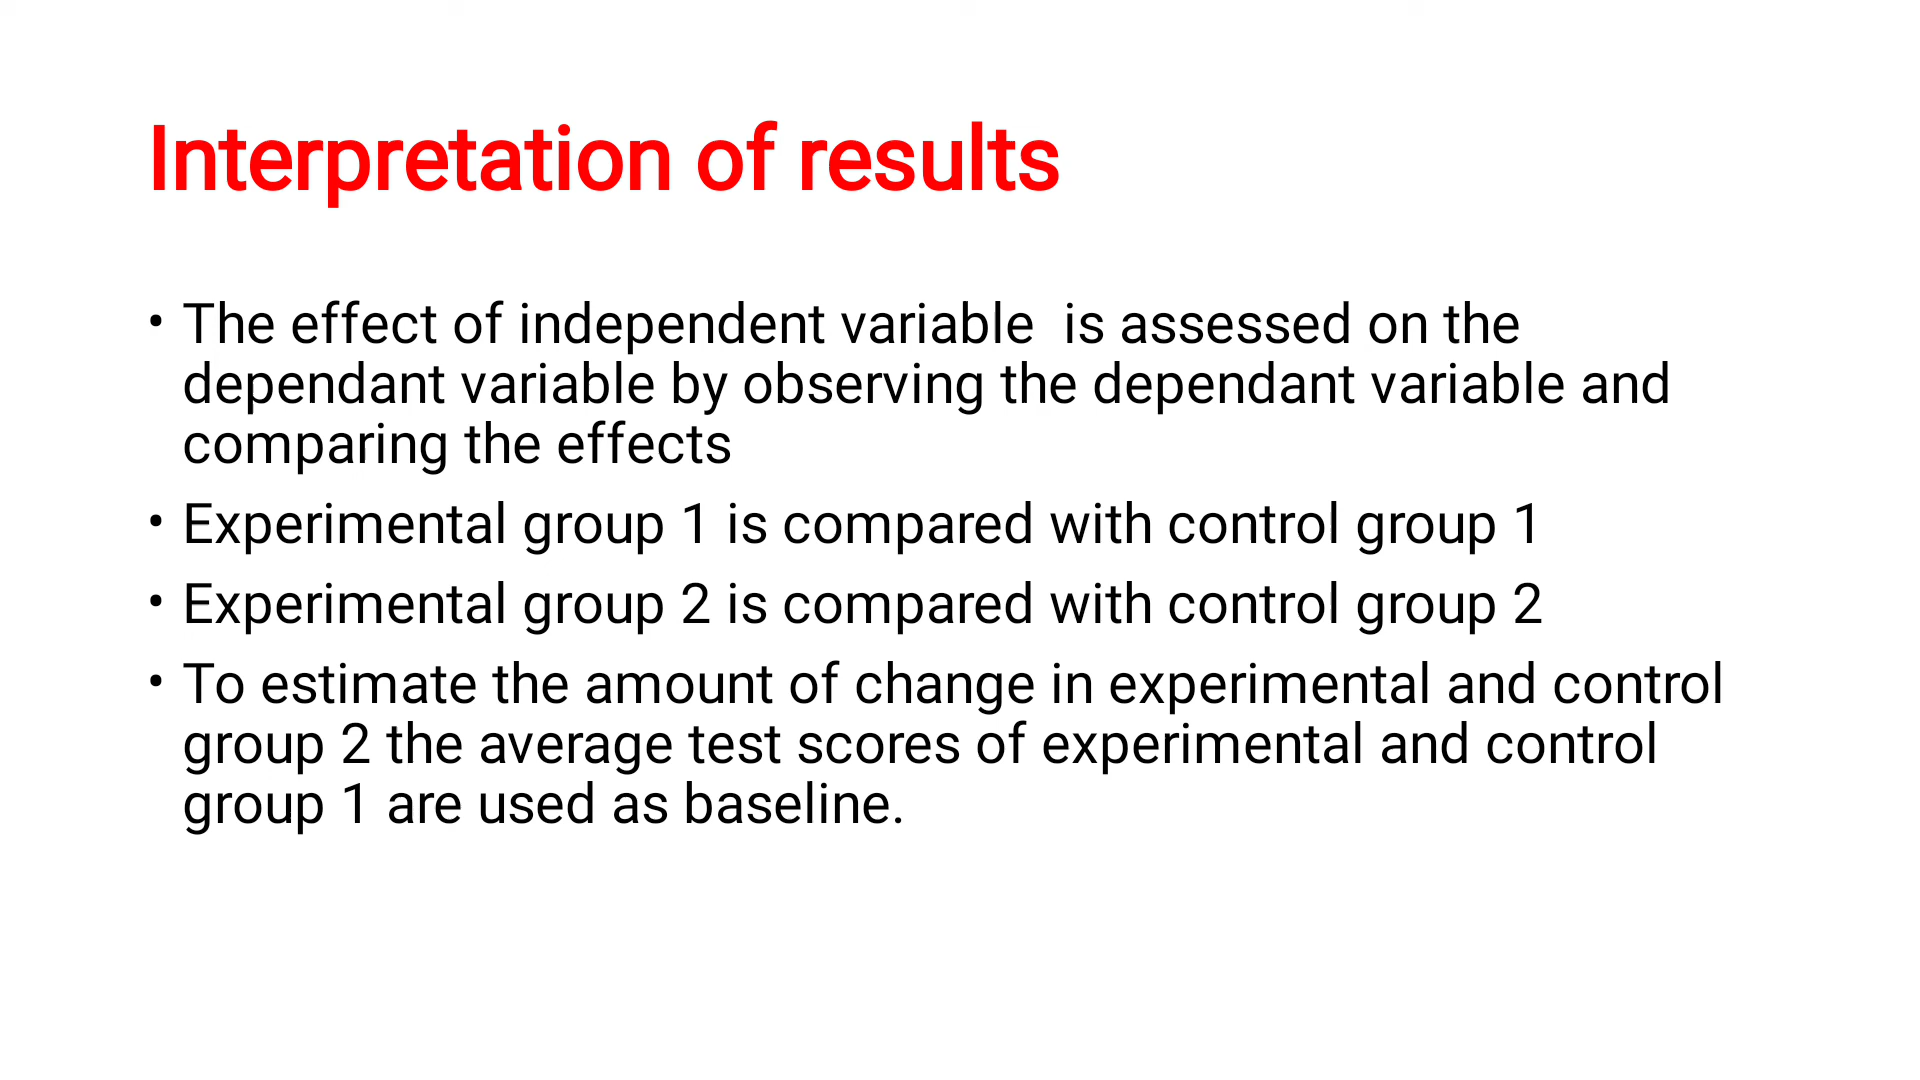 Interpretation of results
• The effect of independent variable  is assessed on the
dependant variable by observing the dependant variable and
comparing the effects
• Experimental group 1 is compared with control group 1
• Experimental group 2 is compared with control group 2
• To estimate the amount of change in experimental and control
group 2 the average test scores of experimental and control
group 1 are used as baseline.